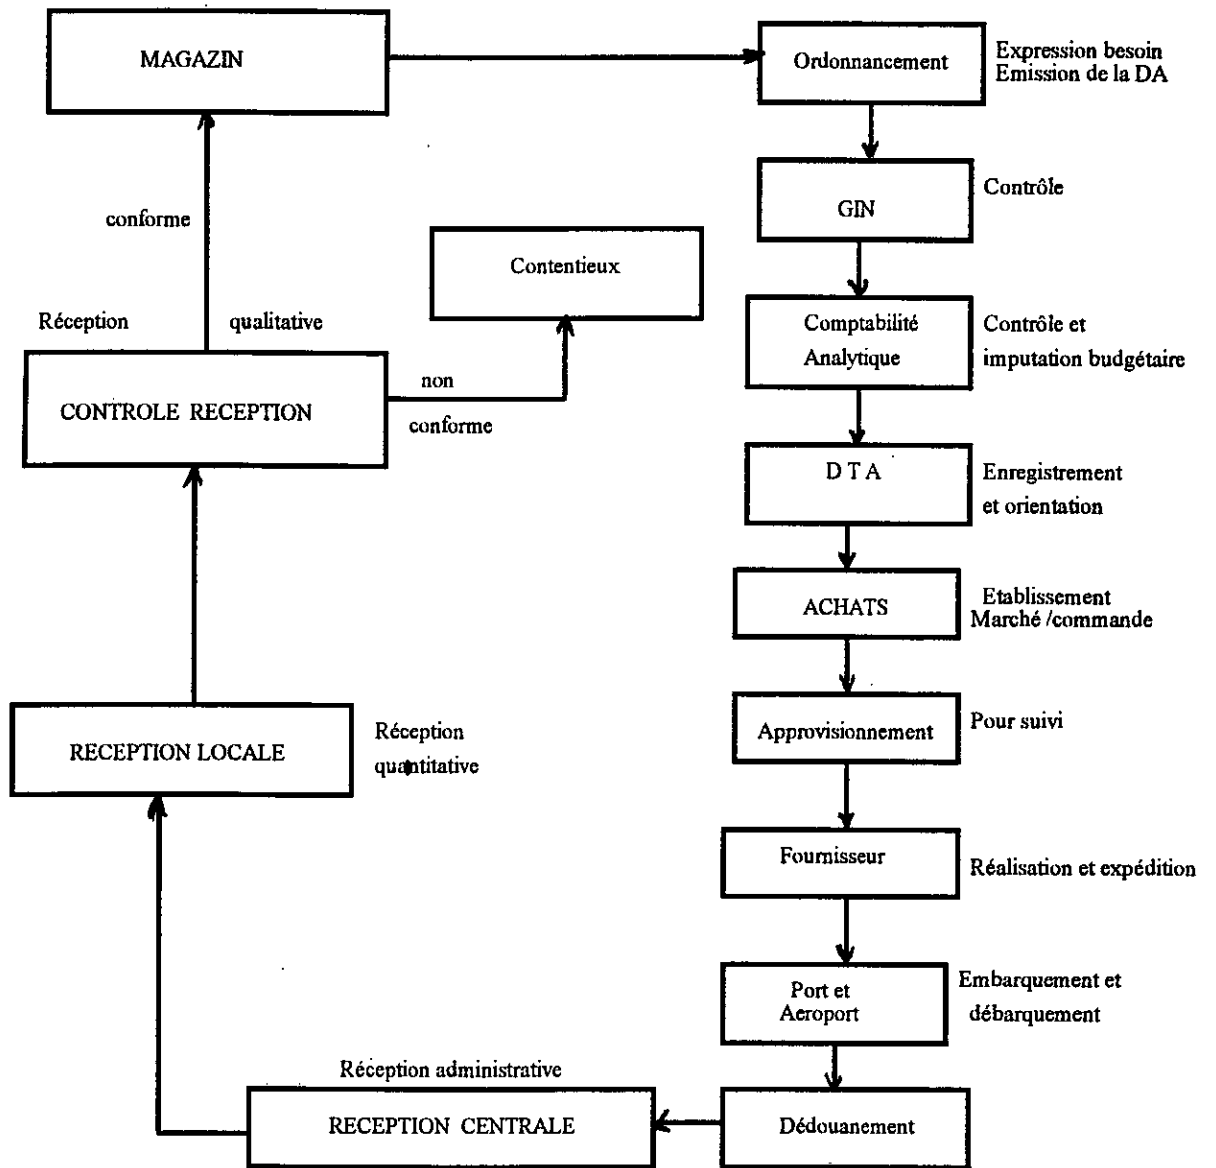 MAGAZIN
Ordonnancement
Expression besoin
Emission de la DA
GIN
Contrôle
conforme
Contentieux
Réception
qualitative
Comptabilité
Analytique
Contrôle et
imputation budgétaire
CONTROLE RECEPTION
non
conforme
D T A
Enregistrement
et orientation
ACHATS
Etablissement
Marché /commande
RECEPTION LOCALE
Réception
quantitative
Approvisionnement
Pour suivi
Fournisseur
Réalisation et expédition
Port et
Aeroport
Embarquement et
débarquement
Réception administrative
RECEPTION CENTRALE
Dédouanement